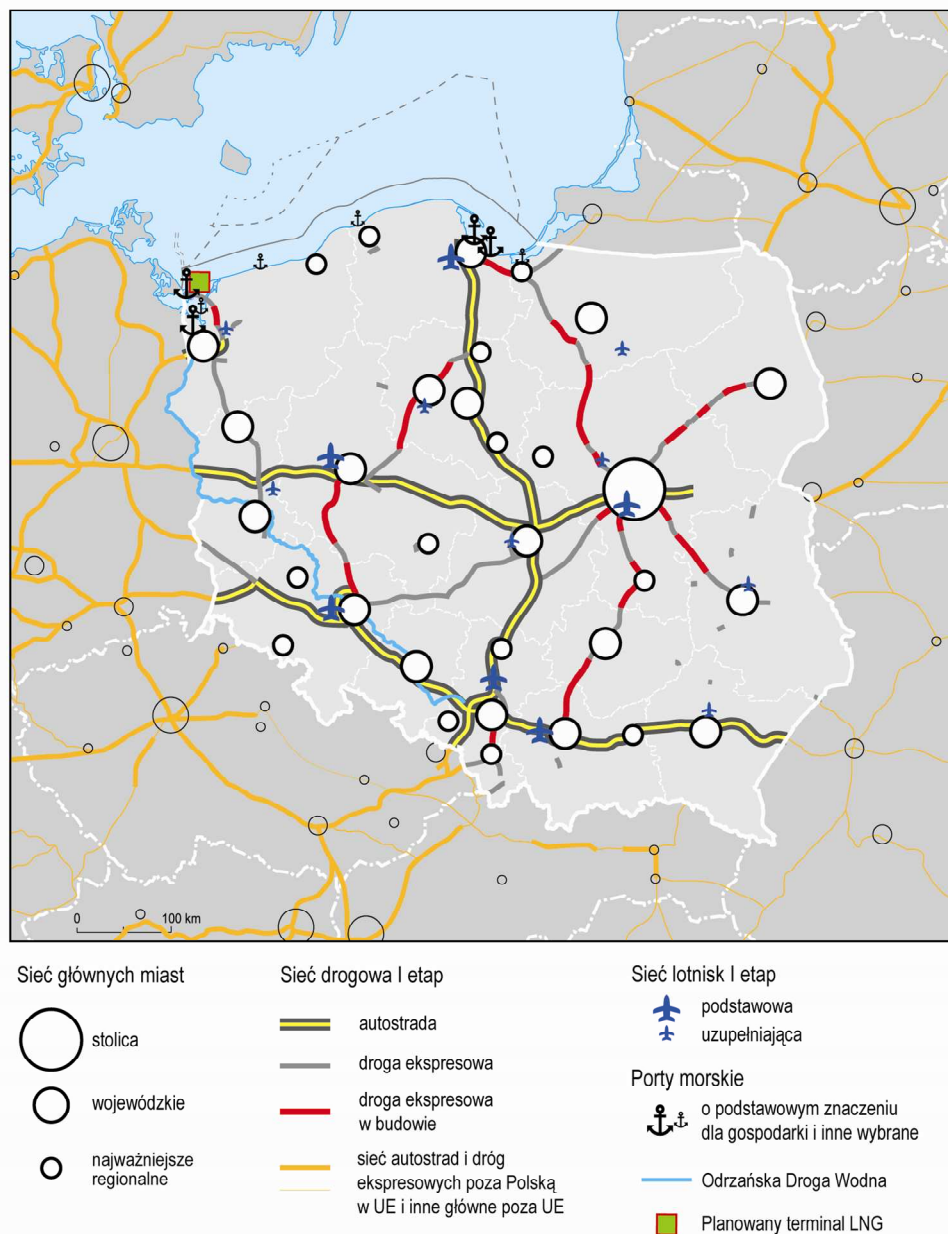 0
100 km
Sieć głównych miast
stolica
wojewódzkie
najważniejsze
regionalne
Sieć drogowa I etap
autostrada
droga ekspresowa
droga ekspresowa
w budowie
sieć autostrad i dróg
ekspresowych poza Polską
w UE i inne główne poza UE
Sieć lotnisk I etap
podstawowa
uzupełniająca
Porty morskie
o podstawowym znaczeniu
dla gospodarki i inne wybrane
Odrzańska Droga Wodna
Planowany terminal LNG